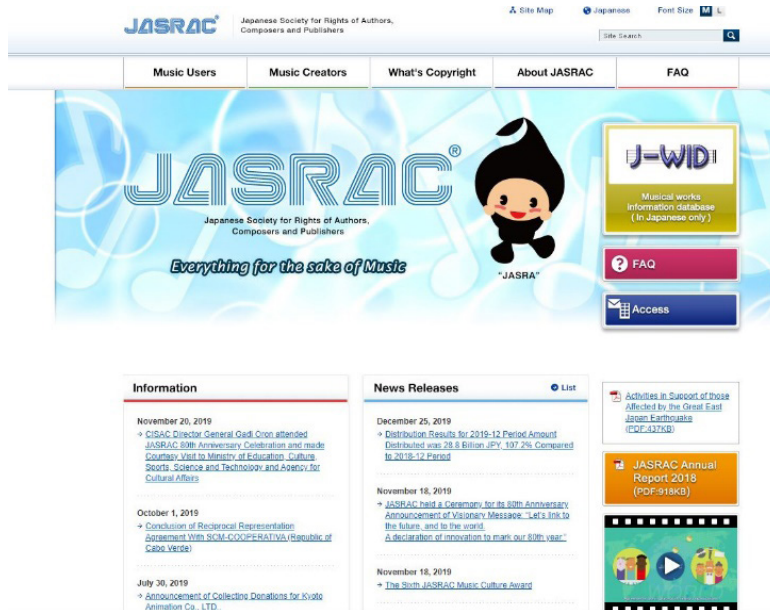 JASRAC
Japanese Society for Rights of Authors,
Composers and Publishers
Site Map
Japanese
Font Size M L
Site Search
Music Users
Music Creators
What's Copyright
About JASRAC
FAQ
JASRAC®
Japanese Society for Rights of Authors,
Composers and Publishers
Everything for the sake of Music
"JASRA"
J-WID
Musical works
information database
( In Japanese only )
? FAQ
Access
Information
November 20, 2019
CISAC Director General Gadi Oron attended
JASRAC 80th Anniversary Celebration and made
Courtesy Visit to Ministry of Education, Culture,
Sports, Science and Technology and Agency for
Cultural Affairs
October 1, 2019
Conclusion of Reciprocal Representation
Agreement With SCM-COOPERATIVA (Republic of
Cabo Verde)
July 30, 2019
Announcement of Collecting Donations for Kyoto
Animation Co., LTD.
News Releases
List
December 25, 2019
Distribution Results for 2019-12 Period Amount
Distributed was 28.8 Billion JPY, 107.2% Compared
to 2018-12 Period
November 18, 2019
JASRAC held a Ceremony for its 80th Anniversary
Announcement of Visionary Message: "Let's link to
the future, and to the world.
A declaration of innovation to mark our 80th year."
November 18, 2019
The Sixth JASRAC Music Culture Award
Activities in Support of those
Affected by the Great East
Japan Earthquake
(PDF:437KB)
JASRAC Annual
Report 2018
(PDF:918KB)